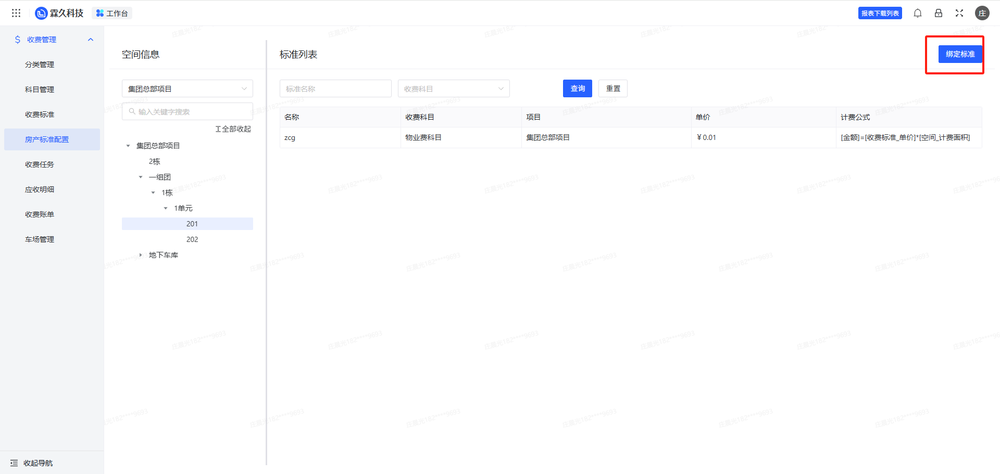 霖久科技
工作台
报表下载列表
庄
收费管理
分类管理
科目管理
收费标准
房产标准配置
收费任务
应收明细
收费账单
车场管理
收起导航
空间信息
集团总部项目
输入关键字搜索
全部收起
集团总部项目
2栋
一组团
1栋
1单元
201
202
地下车库
标准列表
绑定标准
标准名称
收费科目
查询
重置
名称 收费科目 项目 单价 计费公式
zcg 物业费科目 集团总部项目 ￥0.01 [金额]=[收费标准_单价]*[空间_计费面积]
庄晨光182****9693